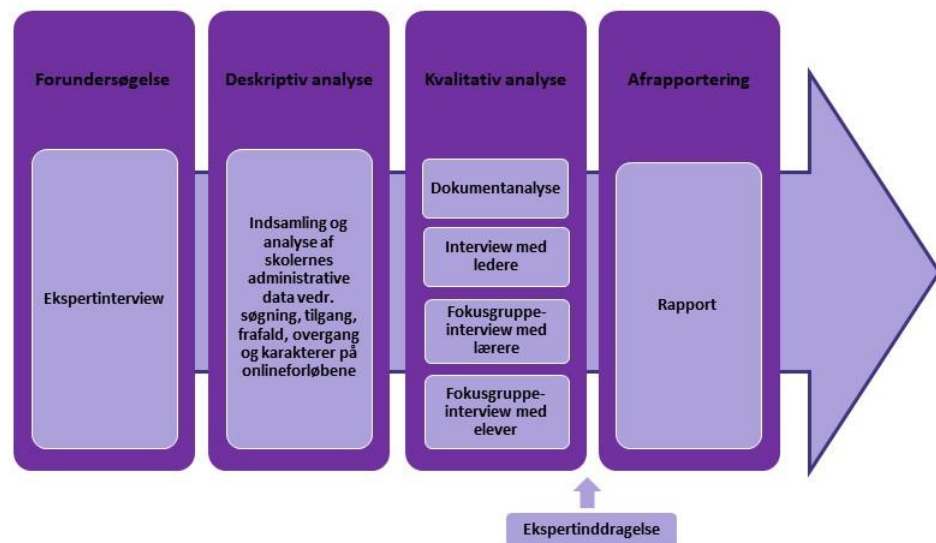 Forundersøgelse
Ekspertinterview
Deskriptiv analyse
Indsamling og
analyse af
skolernes
administrative
data vedr.
søgning, tilgang,
frafald, overgang
og karakterer på
onlineforløbene
Kvalitativ analyse
Dokumentanalyse
Interview med
ledere
Fokusgruppe-
interview med
lærere
Fokusgruppe-
interview med
elever
Afrapportering
Rapport
Ekspertinddragelse